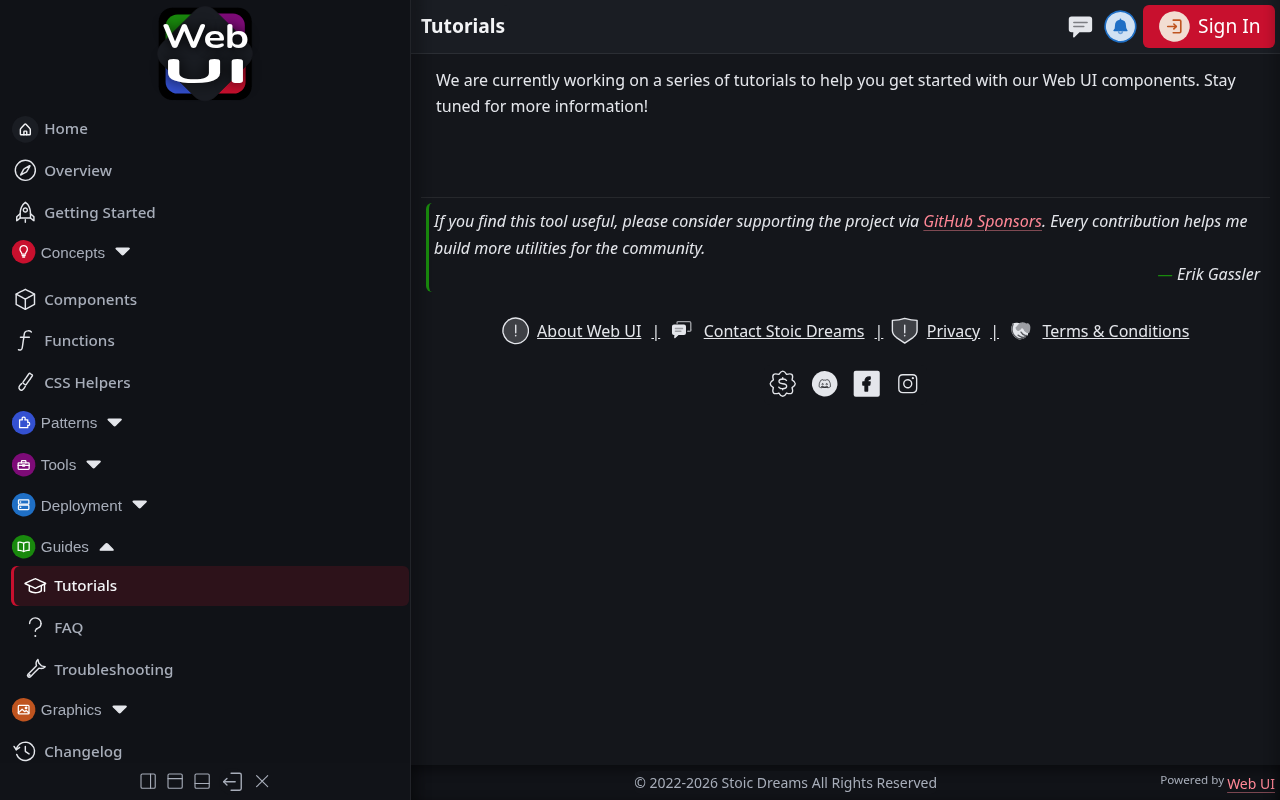 Web
UI
Home
Overview
Getting Started
Concepts
Components
Functions
CSS Helpers
Patterns
Tools
Deployment
Guides
Tutorials
FAQ
Troubleshooting
Graphics
Changelog
Tutorials
Sign In
We are currently working on a series of tutorials to help you get started with our Web UI components. Stay
tuned for more information!
If you find this tool useful, please consider supporting the project via GitHub Sponsors. Every contribution helps me
build more utilities for the community.
— Erik Gassler
About Web UI | Contact Stoic Dreams | Privacy | Terms & Conditions
© 2022-2026 Stoic Dreams All Rights Reserved
Powered by Web UI